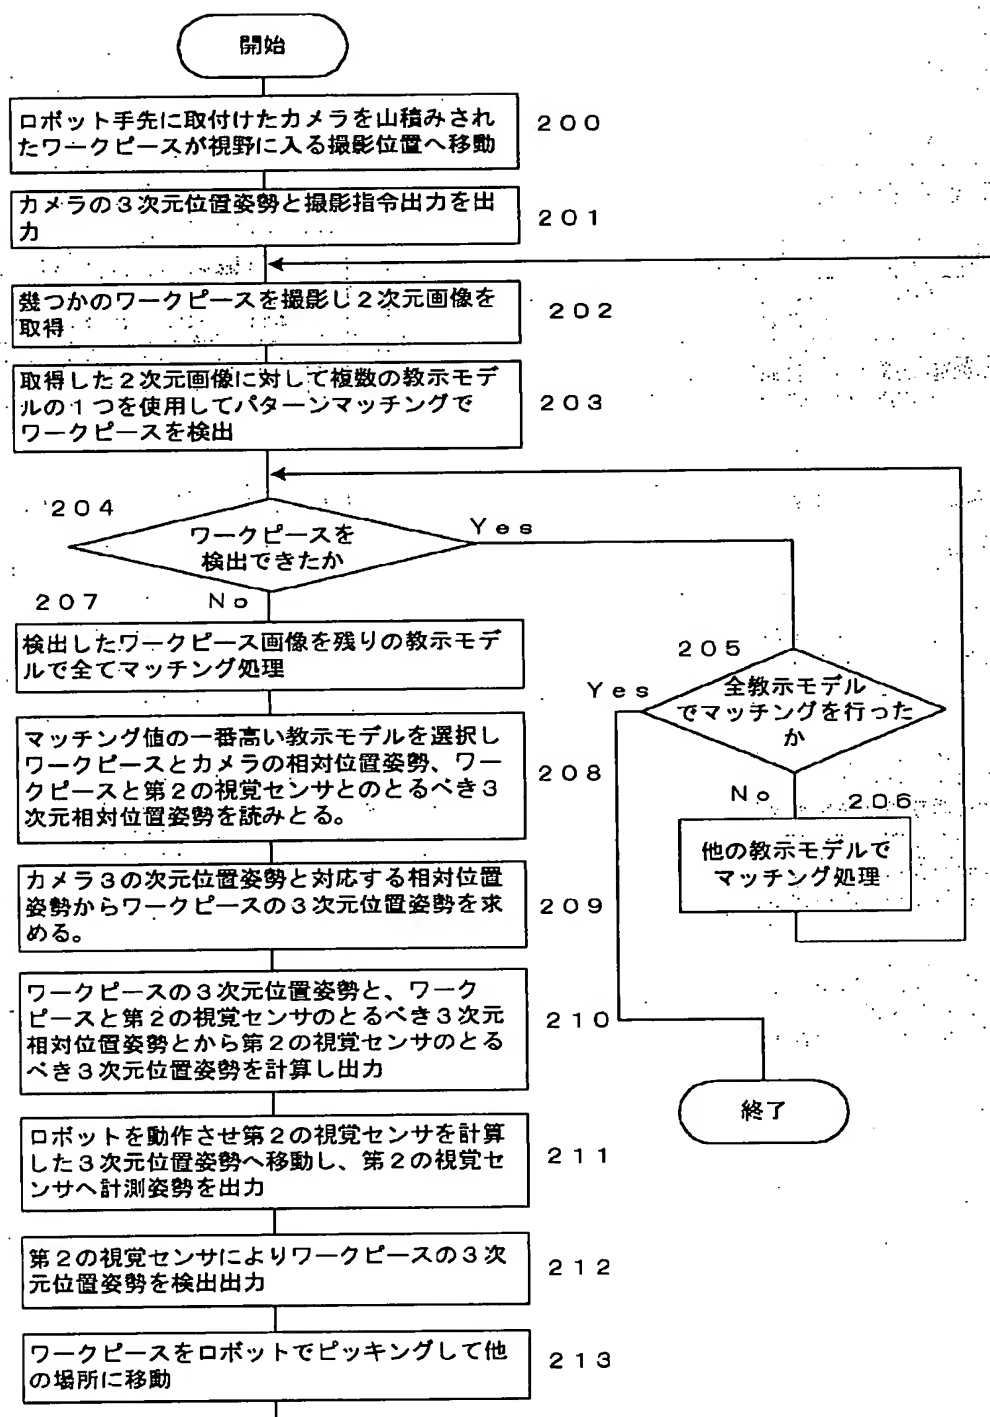 開始
ロボット手先に取付けたカメラを山積みされ
たワークピースが視野に入る撮影位置へ移動
200
カメラの3次元位置姿勢と撮影指令出力を出
力
201
幾つかのワークピースを撮影し2次元画像を
取得
202
取得した2次元画像に対して複数の教示モデ
ルの1つを使用してパターンマッチングで
ワークピースを検出
203
204
ワークピースを
検出できたか
Yes
No
205
全教示モデル
でマッチングを行った
か
Yes
No
206
他の教示モデルで
マッチング処理
207
検出したワークピース画像を残りの教示モデ
ルで全てマッチング処理
マッチング値の一番高い教示モデルを選択し
ワークピースとカメラの相対位置姿勢、ワー
クピースと第2の視覚センサとのとるべき3
次元相対位置姿勢を読みとる。
208
カメラ3の次元位置姿勢と対応する相対位置
姿勢からワークピースの3次元位置姿勢を求
める。
209
ワークピースの3次元位置姿勢と、ワーク
ピースと第2の視覚センサのとるべき3次元
相対位置姿勢とから第2の視覚センサのとる
べき3次元位置姿勢を計算し出力
210
終了
ロボットを動作させ第2の視覚センサを計算
した3次元位置姿勢へ移動し、第2の視覚セ
ンサへ計測姿勢を出力
211
第2の視覚センサによりワークピースの3次
元位置姿勢を検出出力
212
ワークピースをロボットでピッキングして他
の場所に移動
213